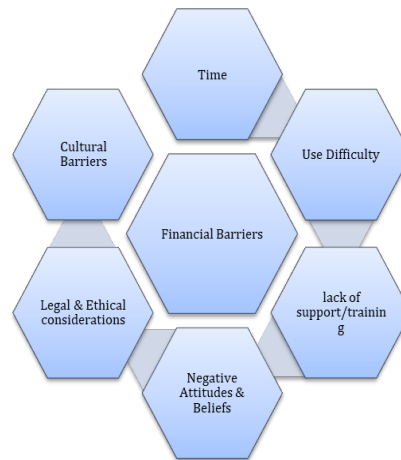 Time
Cultural
Barriers
Use Difficulty
Financial Barriers
Legal & Ethical
considerations
lack of
support/trainin
g
Negative
Attitudes &
Beliefs